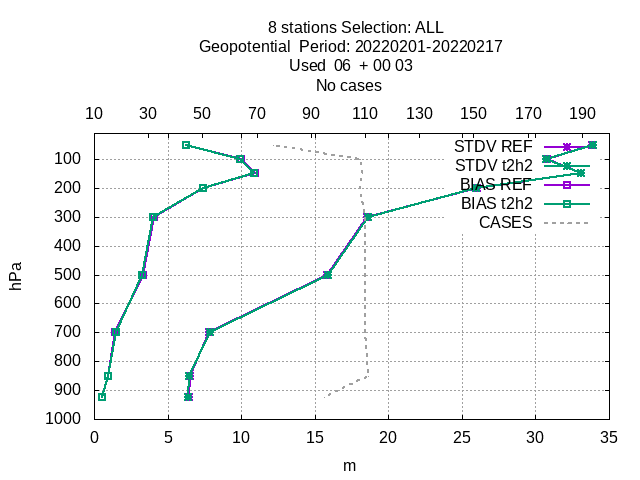 8 stations Selection: ALL
Geopotential  Period: 20220201-20220217
Used  06  + 00 03
No cases
10 30 50 70 90 110 130 150 170 190
STDV REF
STDV t2h2
BIAS REF
BIAS t2h2
CASES
hPa
100
200
300
400
500
600
700
800
900
1000
0 5 10 15 20 25 30 35
m